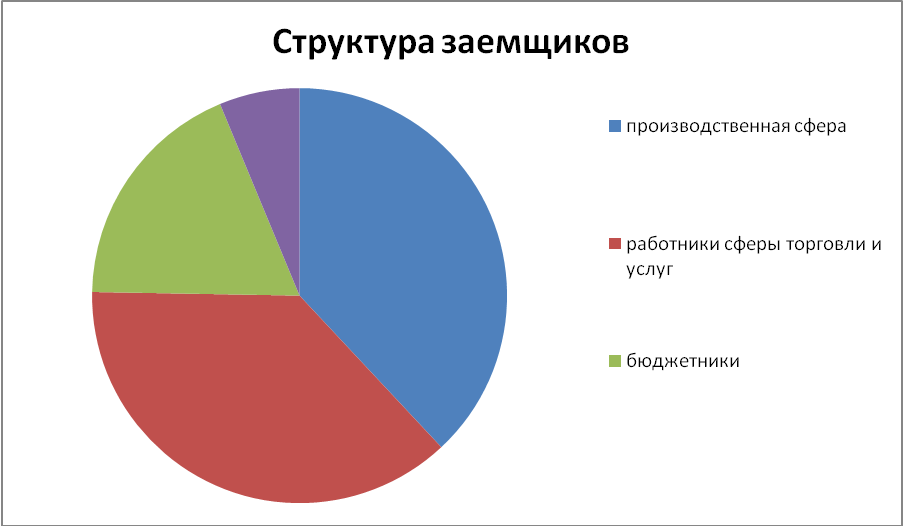 Структура заемщиков
производственная сфера
работники сферы торговли и
услуг
бюджетники